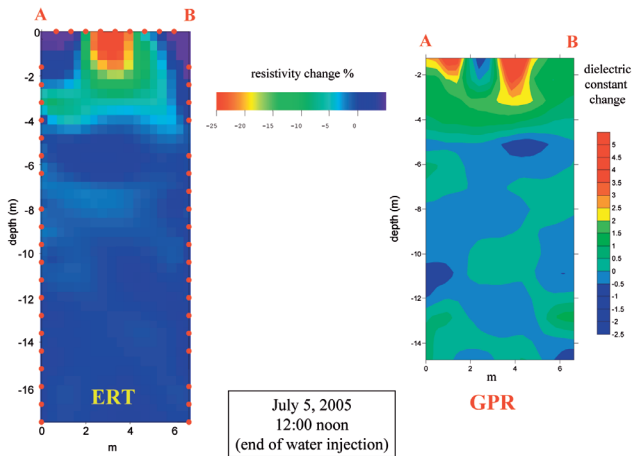 A B
0
-2
-4
-6
-8
-10
-12
-14
-16
depth (m)
0 2 4 6
m
ERT
resistivity change %
-25 -20 -15 -10 -5 0
July 5, 2005
12:00 noon
(end of water injection)
A B
-2
-4
-6
-8
-10
-12
-14
depth (m)
0 2 4 6
m
GPR
dielectric
constant
change
5
4.5
4
3.5
3
2.5
2
1.5
1
0.5
0
-0.5
-1
-1.5
-2
-2.5